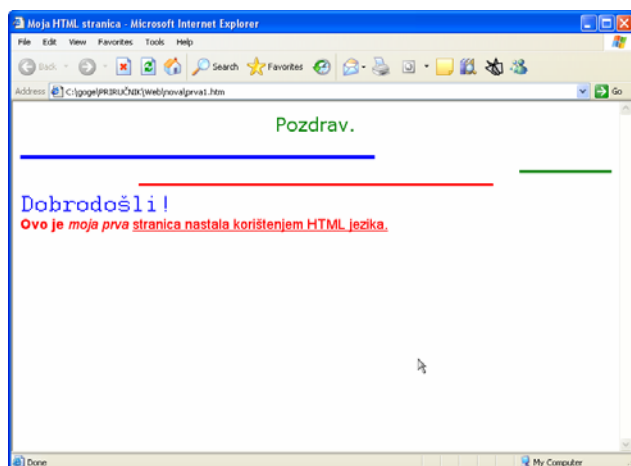 Moja HTML stranica - Microsoft Internet Explorer
File Edit View Favorites Tools Help
Back Search Favorites
Address C:\gogel\PRIRUČNIK\Web\nova\prva1.htm Go
Pozdrav.
Dobrodošli!
Ovo je moja prva stranica nastala korištenjem HTML jezika.
Done My Computer